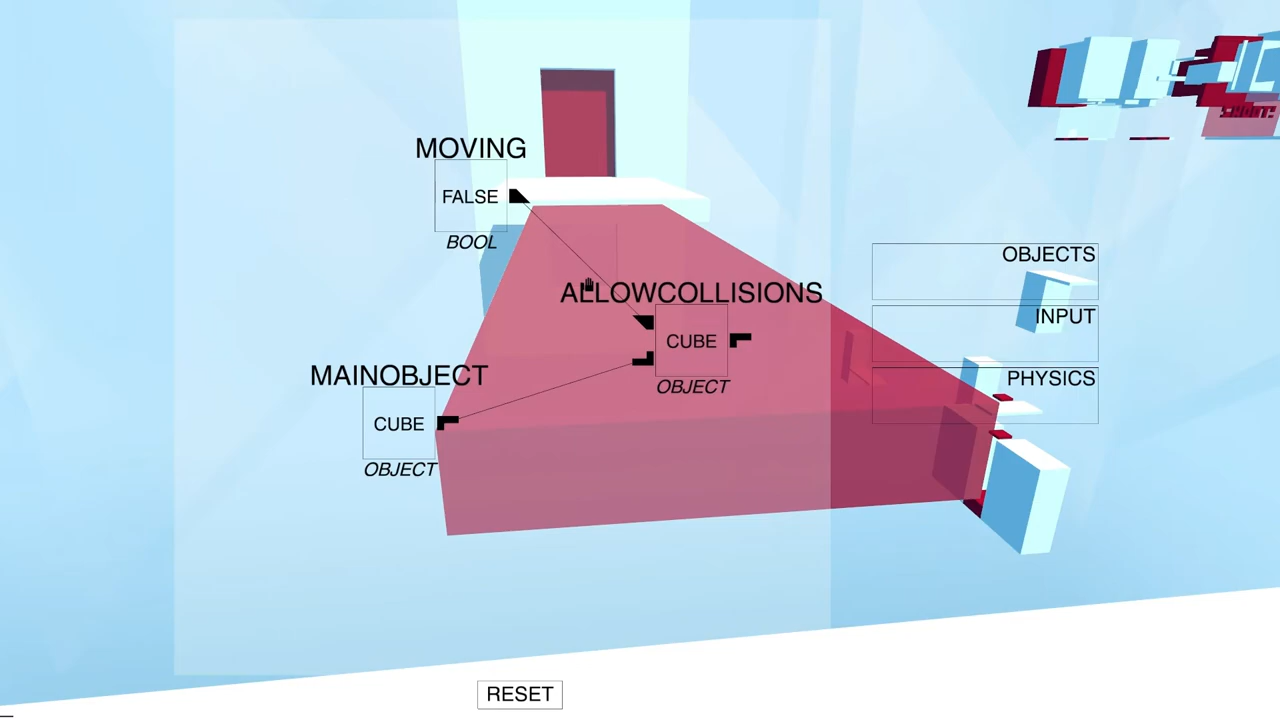 MOVING
FALSE
BOOL
ALLOWCOLLISIONS
CUBE
OBJECT
MAINOBJECT
CUBE
OBJECT
OBJECTS
INPUT
PHYSICS
RESET